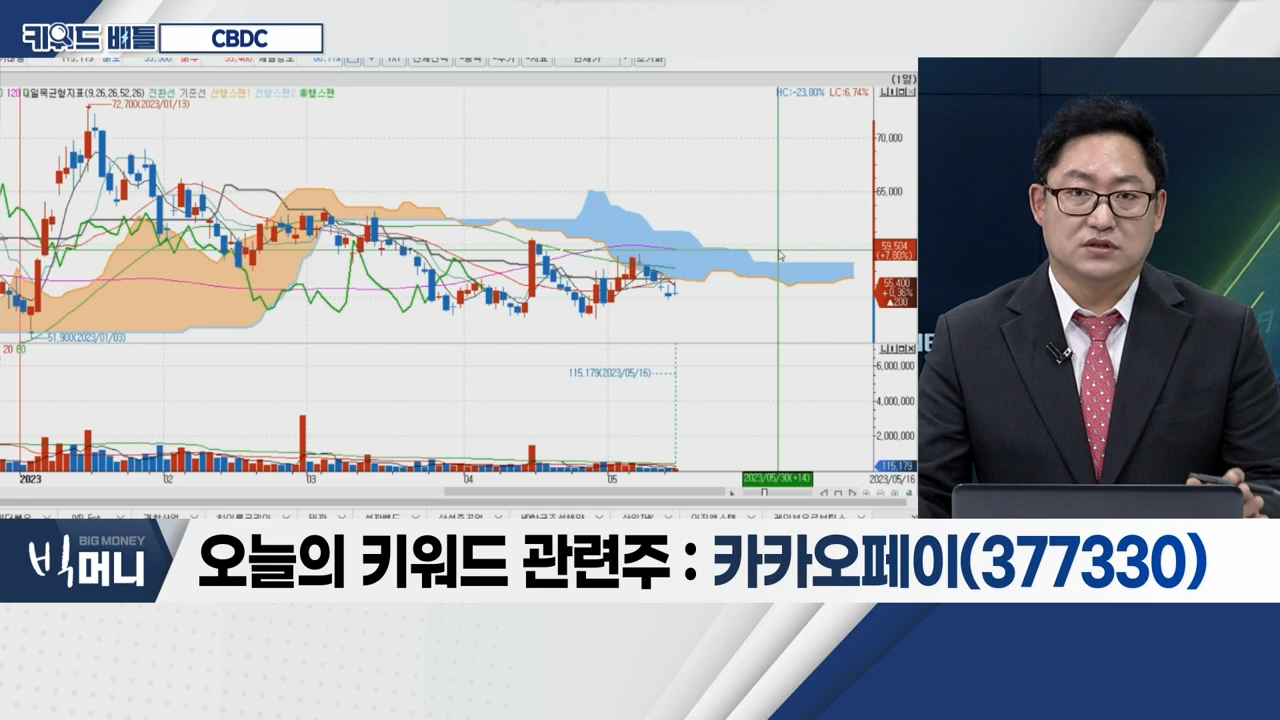 키워드 배틀
CBDC
(1일)
120 일목균형지표(9,26,26,52,26) 전환선 기준선 선행스팬1 선행스팬2 후행스팬
HC:-23.80% LC:6.74%
72,700(2023/01/13)
70,000
65,000
59,504
(+7.80%)
55,400
+0.36%
▲200
51,900(2023/01/03)
20 60
115,179(2023/05/16)
6,000,000
4,000,000
2,000,000
115,179
2023
02
03
04
05
2023/05/30(+14)
2023/05/16
BIG MONEY
빅머니
오늘의 키워드 관련주 : 카카오페이(377330)